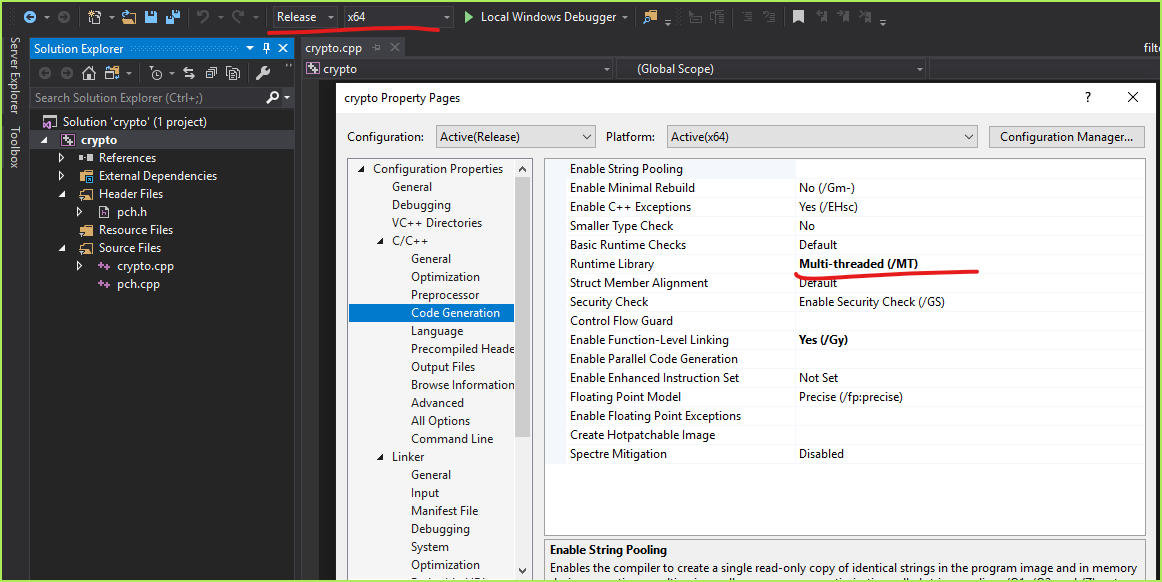 Release x64 Local Windows Debugger
Server Explorer
Toolbox
Solution Explorer
Search Solution Explorer (Ctrl+;)
Solution 'crypto' (1 project)
crypto
References
External Dependencies
Header Files
pch.h
Resource Files
Source Files
crypto.cpp
pch.cpp
crypto.cpp
crypto (Global Scope)
crypto Property Pages ?
Configuration: Active(Release) Platform: Active(x64) Configuration Manager...
Configuration Properties
General
Debugging
VC++ Directories
C/C++
General
Optimization
Preprocessor
Code Generation
Language
Precompiled Heade
Output Files
Browse Information
Advanced
All Options
Command Line
Linker
General
Input
Manifest File
Debugging
System
Optimization
Enable String Pooling
Enable Minimal Rebuild No (/Gm-)
Enable C++ Exceptions Yes (/EHsc)
Smaller Type Check No
Basic Runtime Checks Default
Runtime Library Multi-threaded (/MT)
Struct Member Alignment Default
Security Check Enable Security Check (/GS)
Control Flow Guard
Enable Function-Level Linking Yes (/Gy)
Enable Parallel Code Generation
Enable Enhanced Instruction Set Not Set
Floating Point Model Precise (/fp:precise)
Enable Floating Point Exceptions
Create Hotpatchable Image
Spectre Mitigation Disabled
Enable String Pooling
Enables the compiler to create a single read-only copy of identical strings in the program image and in memory